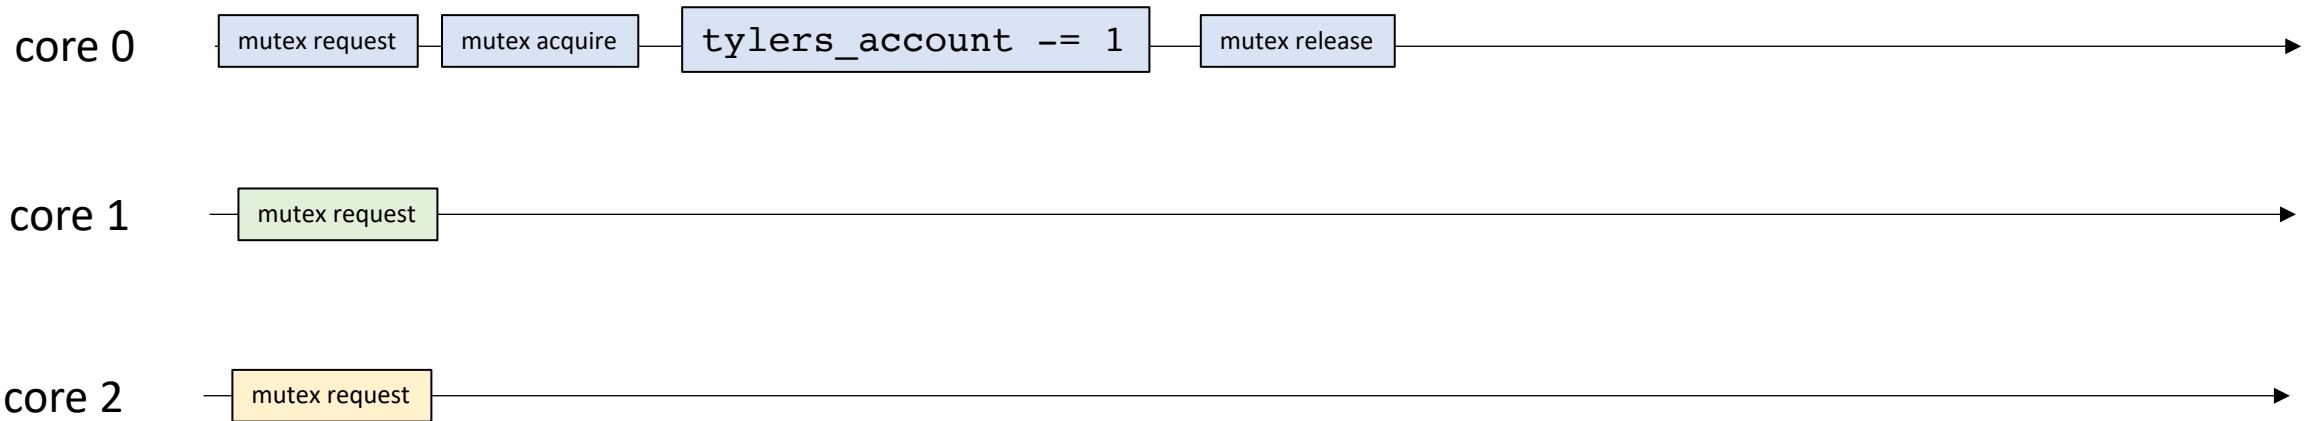 core 0 mutex request mutex acquire tylers_account -= 1 mutex release
core 1 mutex request
core 2 mutex request